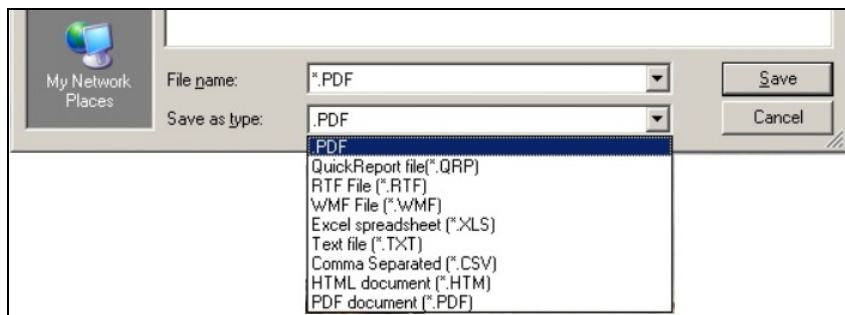 My Network
Places
File name:
*.PDF
Save
Save as type:
.PDF
Cancel
.PDF
QuickReport file(*.QRP)
RTF File (*.RTF)
WMF File (*.WMF)
Excel spreadsheet (*.XLS)
Text file (*.TXT)
Comma Separated (*.CSV)
HTML document (*.HTM)
PDF document (*.PDF)